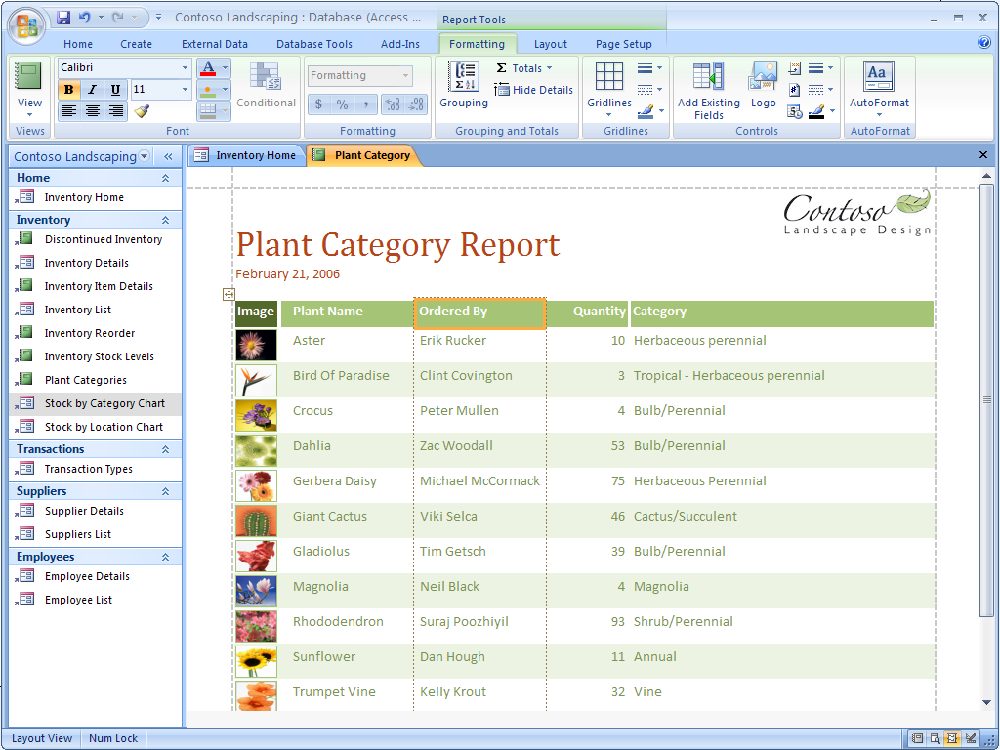 Contoso Landscaping : Database (Access ...
Report Tools
Home Create External Data Database Tools Add-Ins Formatting Layout Page Setup
View
Views
Calibri
B I U 11
A
Font
Conditional
Formatting
$ % ,
Formatting
Grouping
Σ Totals
Hide Details
Grouping and Totals
Gridlines
Gridlines
Add Existing
Fields
Logo
Controls
Aa
AutoFormat
AutoFormat
Contoso Landscaping
Home
Inventory Home
Inventory
Discontinued Inventory
Inventory Details
Inventory Item Details
Inventory List
Inventory Reorder
Inventory Stock Levels
Plant Categories
Stock by Category Chart
Stock by Location Chart
Transactions
Transaction Types
Suppliers
Supplier Details
Suppliers List
Employees
Employee Details
Employee List
Inventory Home Plant Category
Contoso
Landscape Design
Plant Category Report
February 21, 2006
Image Plant Name Ordered By Quantity Category
Aster Erik Rucker 10 Herbaceous perennial
Bird Of Paradise Clint Covington 3 Tropical - Herbaceous perennial
Crocus Peter Mullen 4 Bulb/Perennial
Dahlia Zac Woodall 53 Bulb/Perennial
Gerbera Daisy Michael McCormack 75 Herbaceous Perennial
Giant Cactus Viki Selca 46 Cactus/Succulent
Gladiolus Tim Getsch 39 Bulb/Perennial
Magnolia Neil Black 4 Magnolia
Rhododendron Suraj Poozhiyil 93 Shrub/Perennial
Sunflower Dan Hough 11 Annual
Trumpet Vine Kelly Krout 32 Vine
Layout View Num Lock